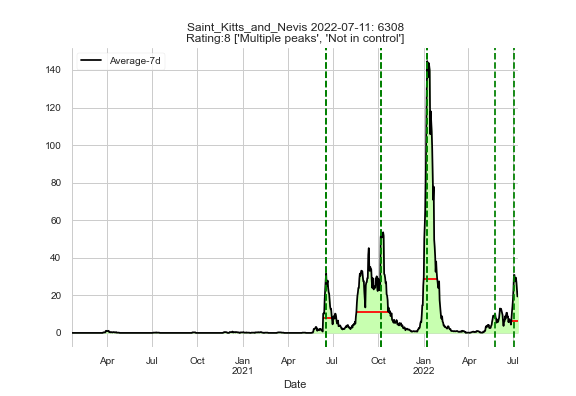 Saint_Kitts_and_Nevis 2022-07-11: 6308
Rating:8 ['Multiple peaks', 'Not in control']
Average-7d
140
120
100
80
60
40
20
0
Apr Jul Oct Jan Apr Jul Oct Jan Apr Jul
2021 2022
Date